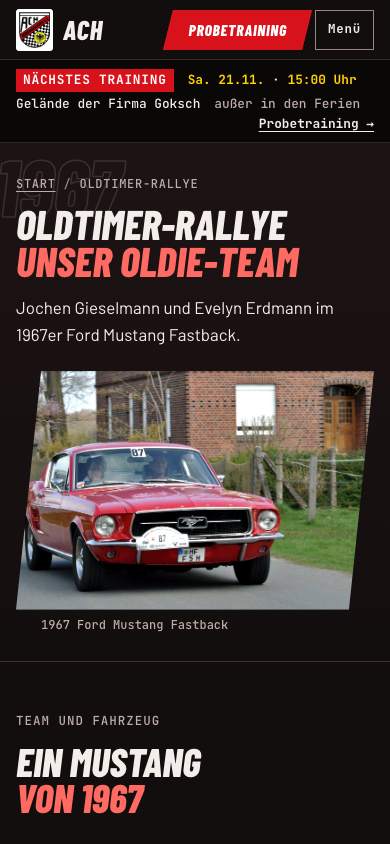 ACH
ACH
PROBETRAINING
Menü
NÄCHSTES TRAINING Sa. 21.11. · 15:00 Uhr
Gelände der Firma Goksch außer in den Ferien
Probetraining →
1967
START / OLDTIMER-RALLYE
OLDTIMER-RALLYE
UNSER OLDIE-TEAM
Jochen Gieselmann und Evelyn Erdmann im
1967er Ford Mustang Fastback.
87
87
1967 Ford Mustang Fastback
TEAM UND FAHRZEUG
EIN MUSTANG
VON 1967